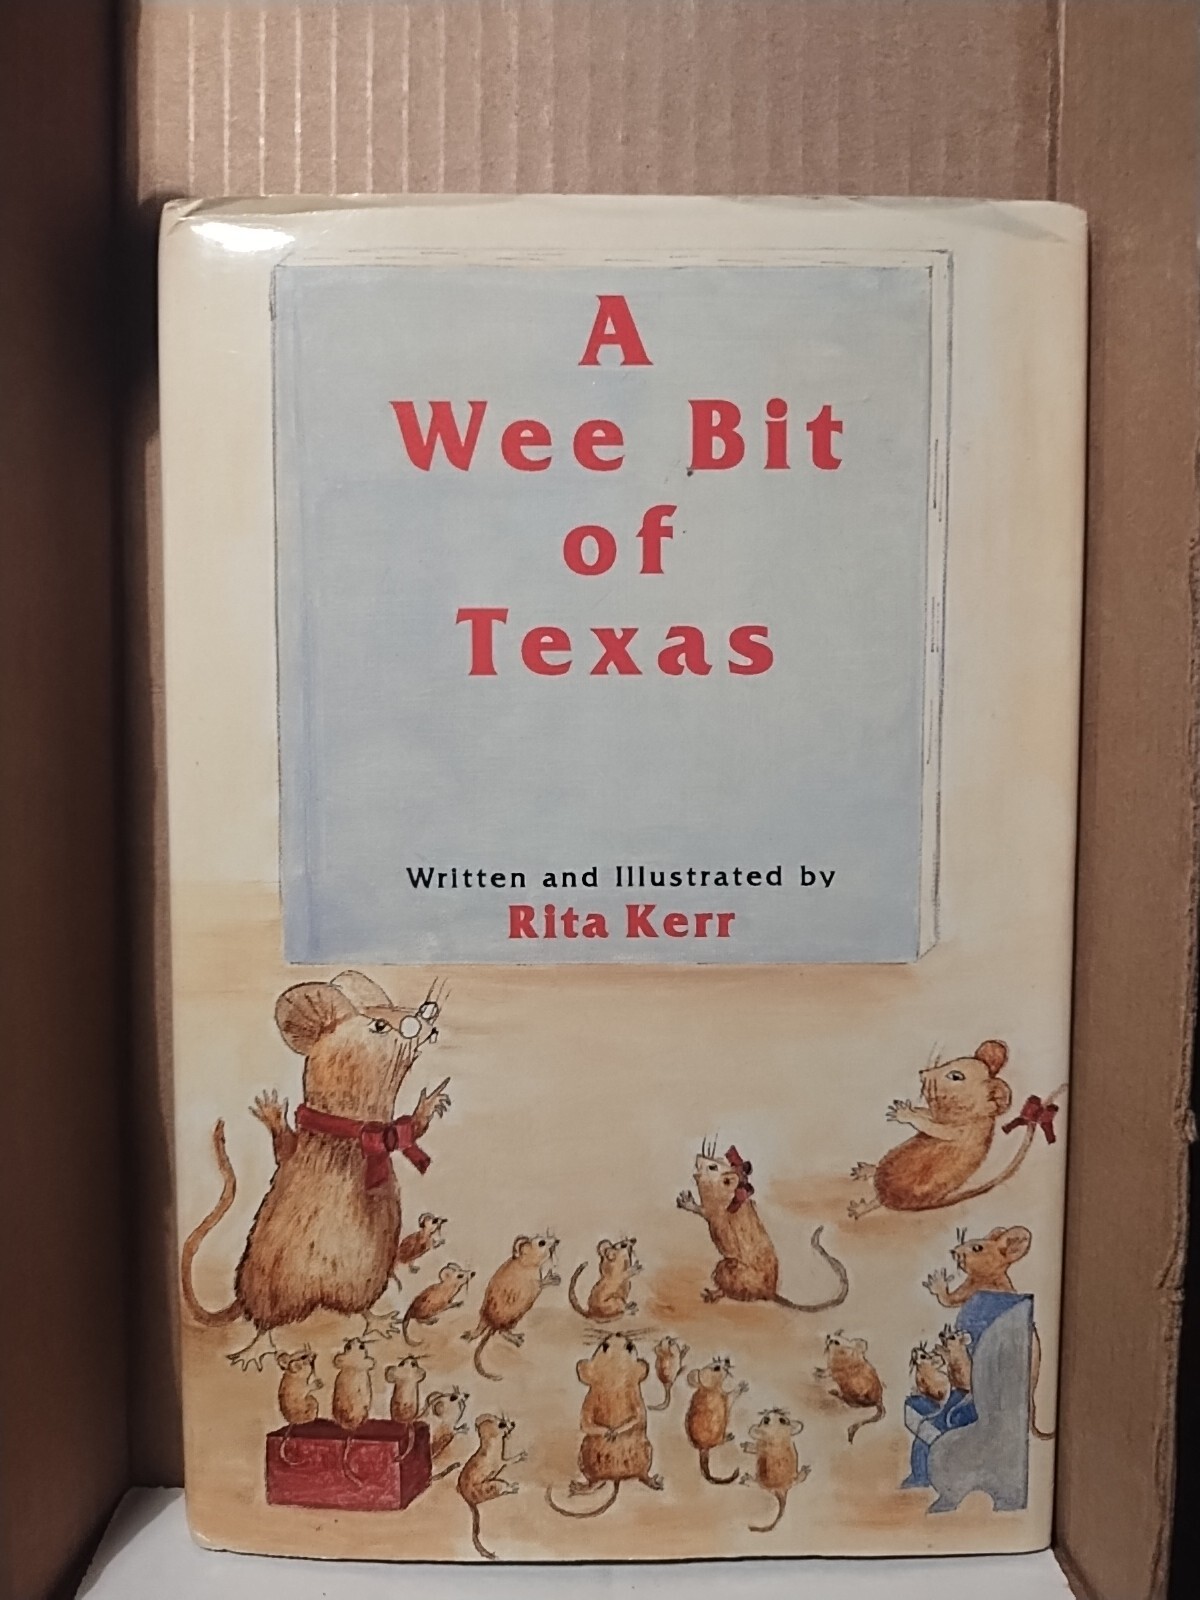 A
Wee Bit
of
Texas
Written and Illustrated by
Rita Kerr